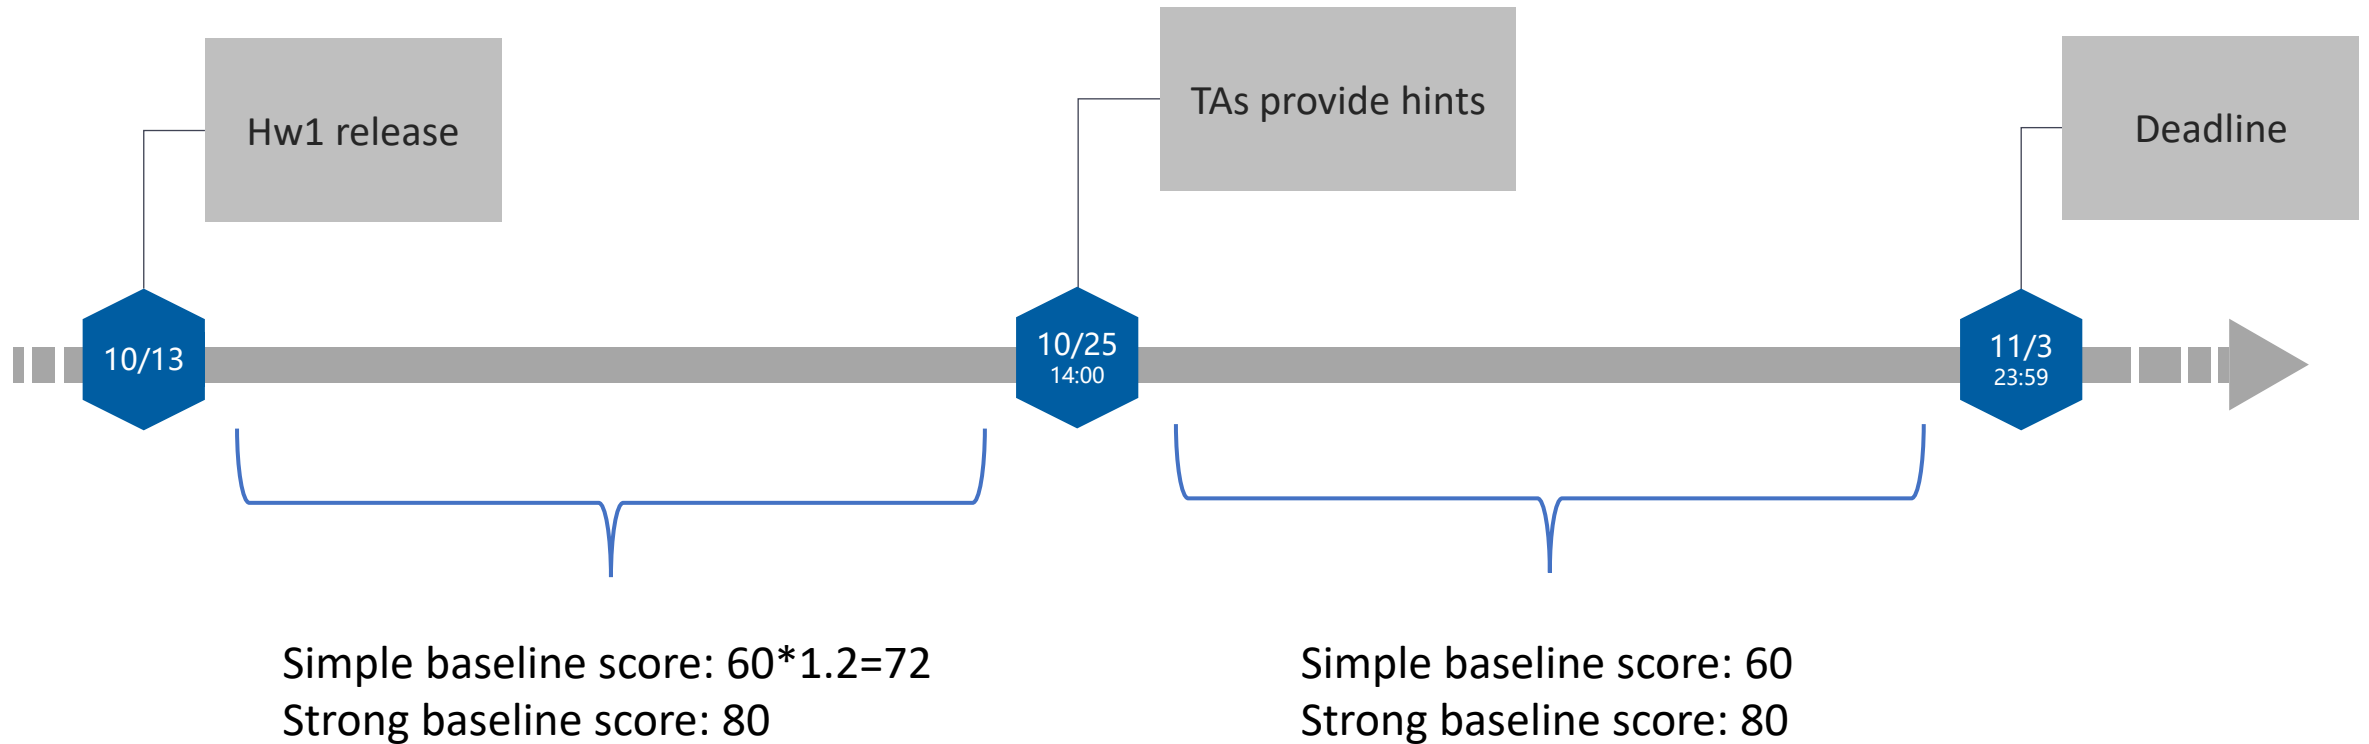 Hw1 release
TAs provide hints
Deadline
10/13
10/25
14:00
11/3
23:59
Simple baseline score: 60*1.2=72
Strong baseline score: 80
Simple baseline score: 60
Strong baseline score: 80